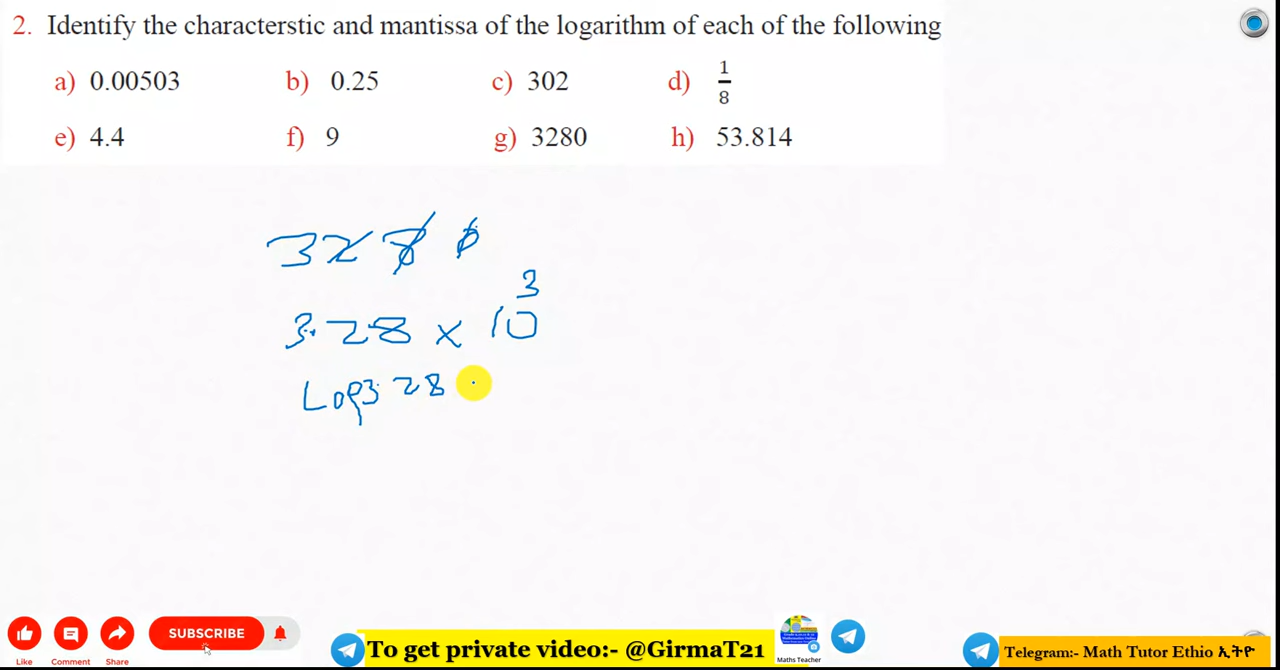 2. Identify the characterstic and mantissa of the logarithm of each of the following
a) 0.00503 b) 0.25 c) 302 d) 1/8
e) 4.4 f) 9 g) 3280 h) 53.814
3280
3.28 × 10³
Log3.28
Like Comment Share SUBSCRIBE To get private video:- @GirmaT21 Maths Teacher Telegram:- Math Tutor Ethio ኢትዮ